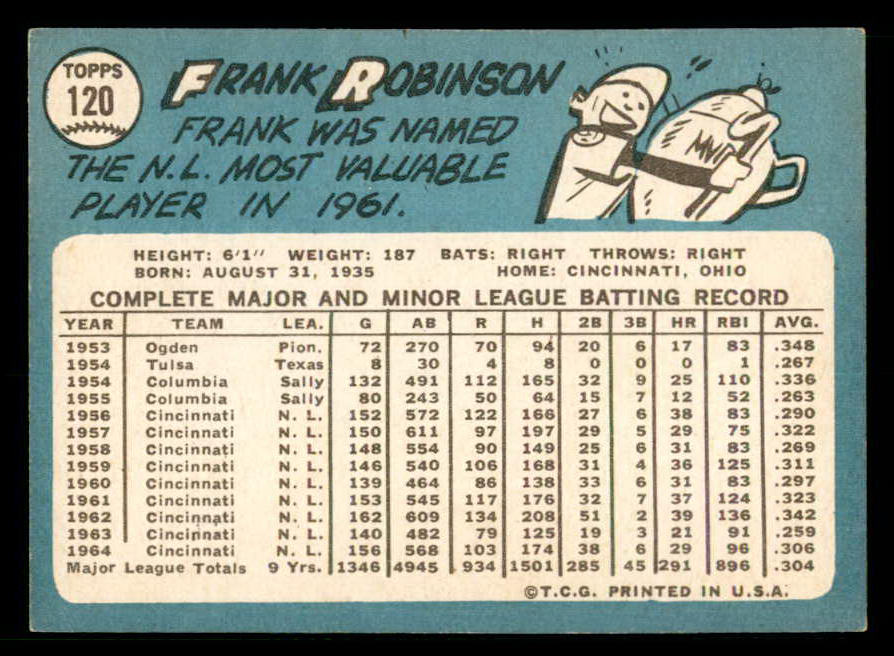 TOPPS
120
FRANK ROBINSON
FRANK WAS NAMED
THE N.L. MOST VALUABLE
PLAYER IN 1961.
MVP
HEIGHT: 6'1" WEIGHT: 187 BATS: RIGHT THROWS: RIGHT
BORN: AUGUST 31, 1935 HOME: CINCINNATI, OHIO
COMPLETE MAJOR AND MINOR LEAGUE BATTING RECORD
YEAR TEAM LEA. G AB R H 2B 3B HR RBI AVG.
1953 Ogden Pion. 72 270 70 94 20 6 17 83 .348
1954 Tulsa Texas 8 30 4 8 0 0 0 1 .267
1954 Columbia Sally 132 491 112 165 32 9 25 110 .336
1955 Columbia Sally 80 243 50 64 15 7 12 52 .263
1956 Cincinnati N. L. 152 572 122 166 27 6 38 83 .290
1957 Cincinnati N. L. 150 611 97 197 29 5 29 75 .322
1958 Cincinnati N. L. 148 554 90 149 25 6 31 83 .269
1959 Cincinnati N. L. 146 540 106 168 31 4 36 125 .311
1960 Cincinnati N. L. 139 464 86 138 33 6 31 83 .297
1961 Cincinnati N. L. 153 545 117 176 32 7 37 124 .323
1962 Cincinnati N. L. 162 609 134 208 51 2 39 136 .342
1963 Cincinnati N. L. 140 482 79 125 19 3 21 91 .259
1964 Cincinnati N. L. 156 568 103 174 38 6 29 96 .306
Major League Totals 9 Yrs. 1346 4945 934 1501 285 45 291 896 .304
©T.C.G. PRINTED IN U.S.A.